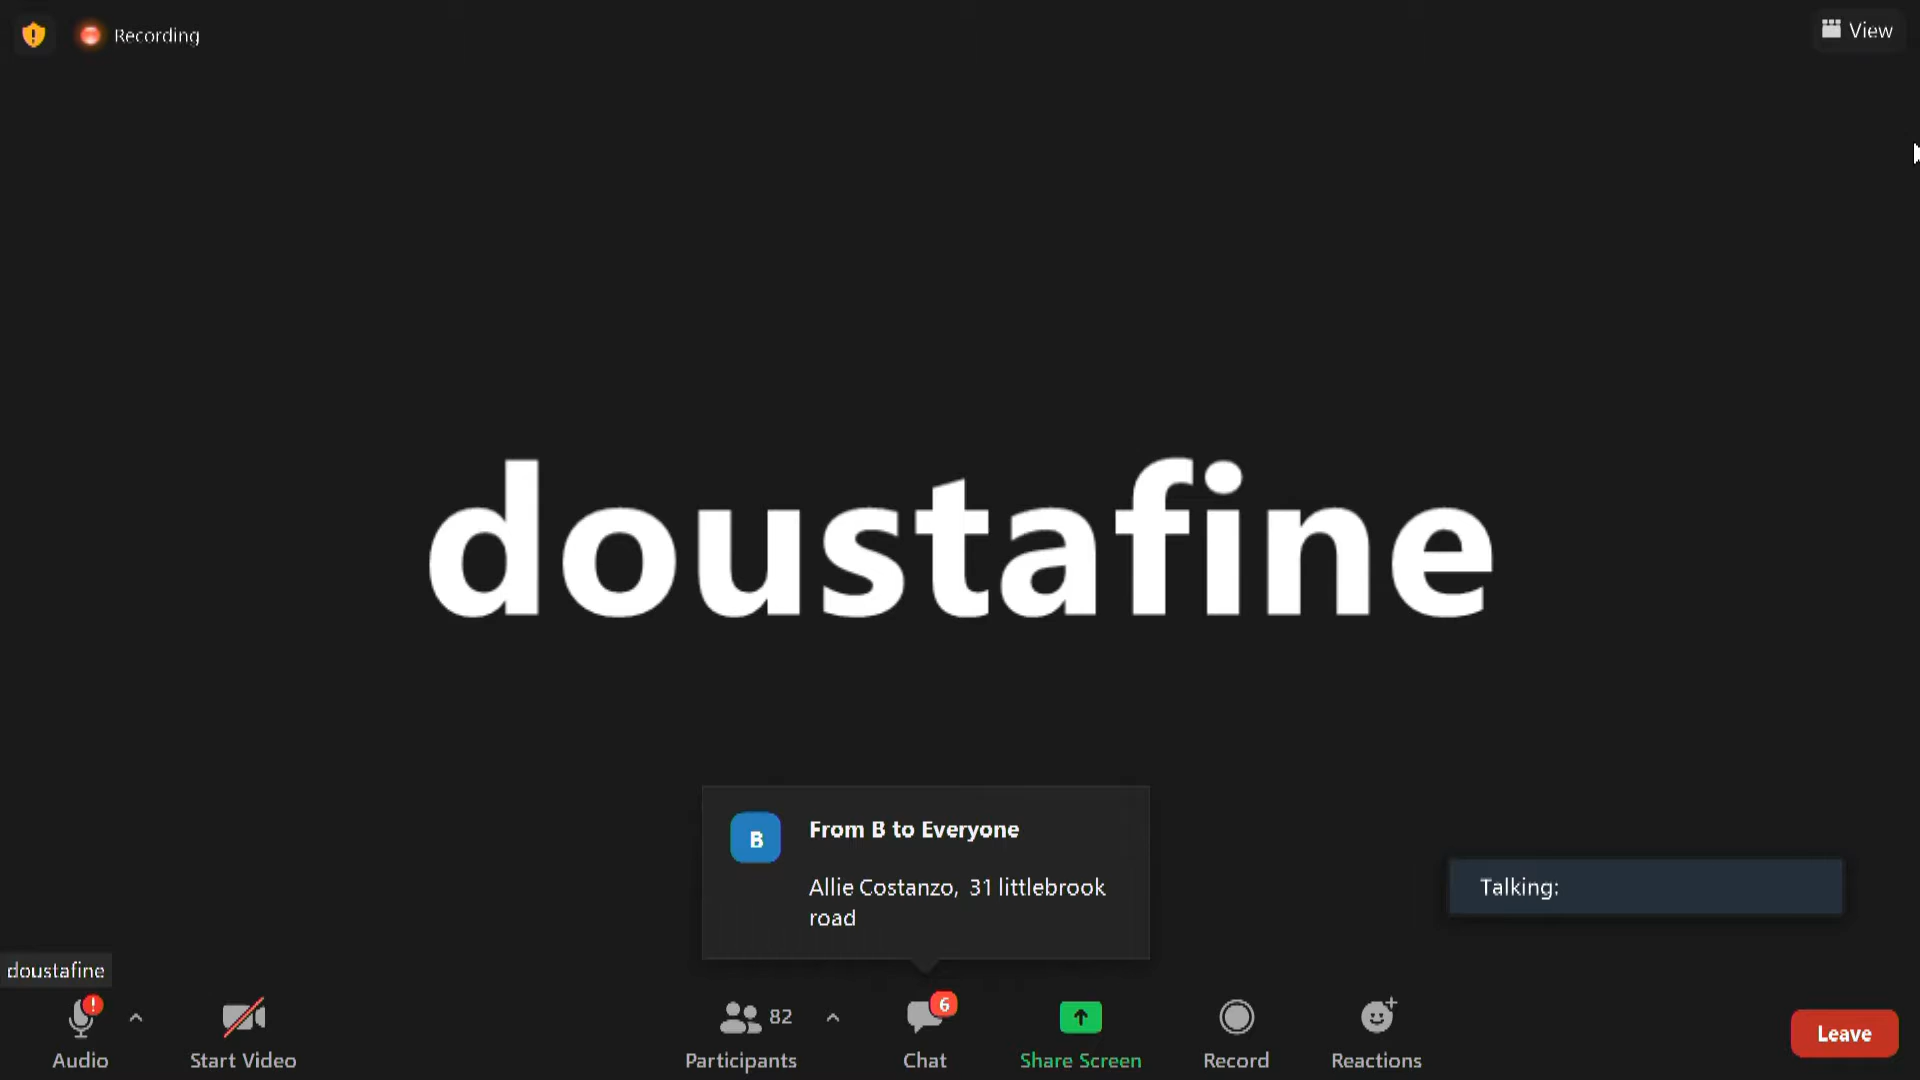 Recording
View
doustafine
B
From B to Everyone
Allie Costanzo, 31 littlebrook
road
Talking:
doustafine
82
6
Audio
Start Video
Participants
Chat
Share Screen
Record
Reactions
Leave